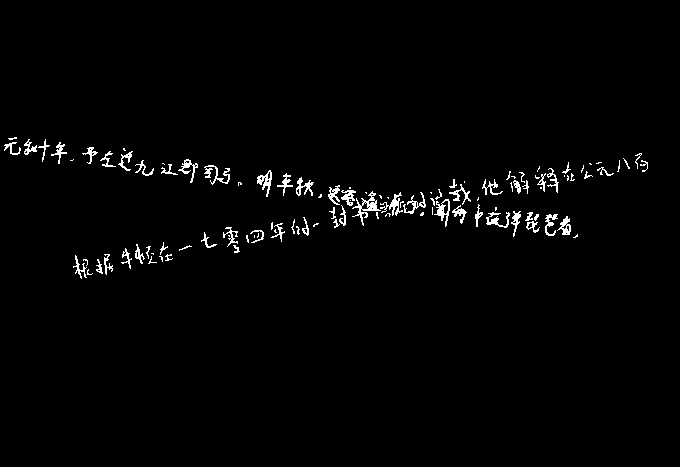 元和十年，予左迁九江郡司马。明年秋，送客湓浦口，闻舟中夜弹琵琶者，
根据牛顿在一七零四年的一封书载，他解释在公元八百